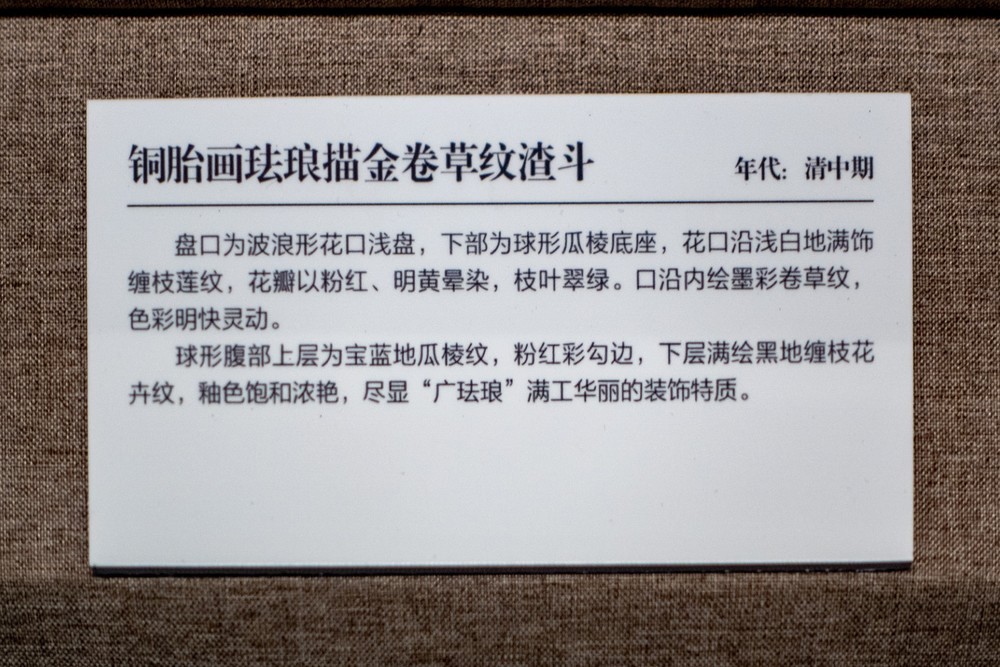 铜胎画珐琅描金卷草纹渣斗
年代：清中期
盘口为波浪形花口浅盘，下部为球形瓜棱底座，花口沿浅白地满饰
缠枝莲纹，花瓣以粉红、明黄晕染，枝叶翠绿。口沿内绘墨彩卷草纹，
色彩明快灵动。
球形腹部上层为宝蓝地瓜棱纹，粉红彩勾边，下层满绘黑地缠枝花
卉纹，釉色饱和浓艳，尽显“广珐琅”满工华丽的装饰特质。